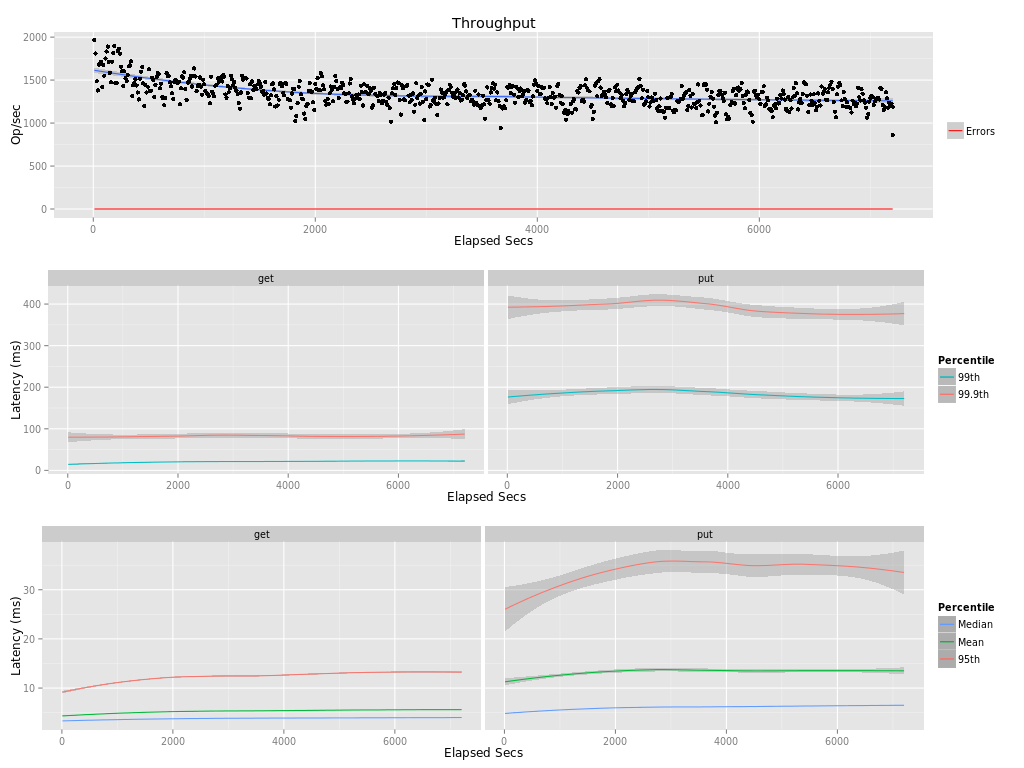 Throughput
2000
1500
1000
500
0
Op/sec
0 2000 4000 6000
Elapsed Secs
Errors
get put
400
300
200
100
0
Latency (ms)
0 2000 4000 6000 0 2000 4000 6000
Elapsed Secs
Percentile
99th
99.9th
get put
30
20
10
Latency (ms)
0 2000 4000 6000 0 2000 4000 6000
Elapsed Secs
Percentile
Median
Mean
95th